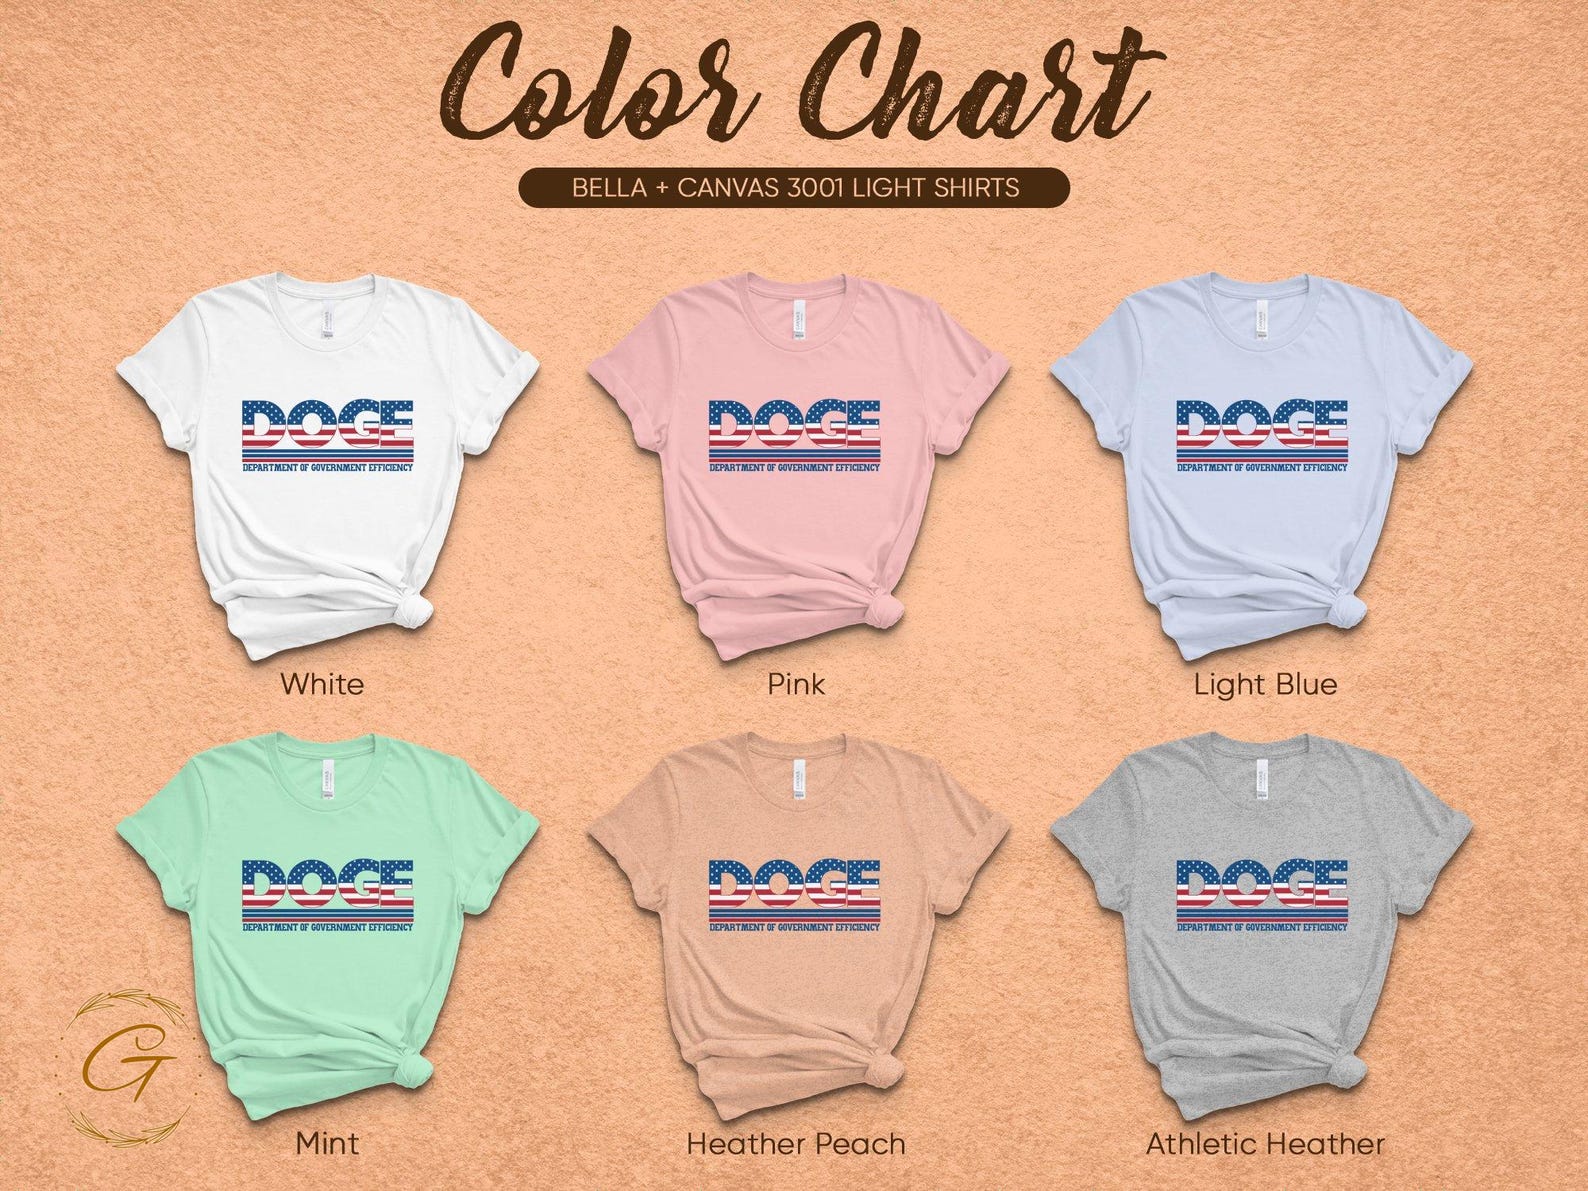 Color Chart
BELLA + CANVAS 3001 LIGHT SHIRTS
DOGE
DEPARTMENT OF GOVERNMENT EFFICIENCY
DOGE
DEPARTMENT OF GOVERNMENT EFFICIENCY
DOGE
DEPARTMENT OF GOVERNMENT EFFICIENCY
White
Pink
Light Blue
DOGE
DEPARTMENT OF GOVERNMENT EFFICIENCY
DOGE
DEPARTMENT OF GOVERNMENT EFFICIENCY
DOGE
DEPARTMENT OF GOVERNMENT EFFICIENCY
G
Mint
Heather Peach
Athletic Heather